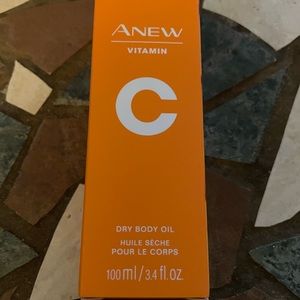 ANEW
VITAMIN
C
DRY BODY OIL
HUILE SÈCHE
POUR LE CORPS
100 ml/3.4 fl.oz.